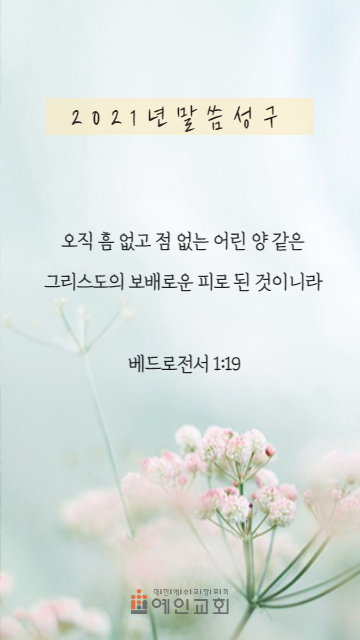 2021년말씀성구
오직 흠 없고 점 없는 어린 양 같은
그리스도의 보배로운 피로 된 것이니라
베드로전서 1:19
예인교회